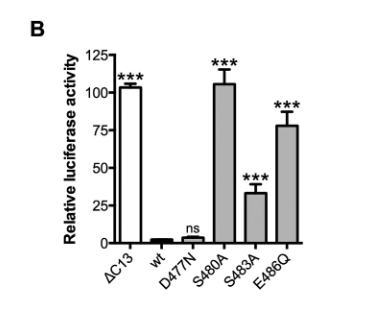 B
Relative luciferase activity
125
100
75
50
25
0
***
ns
***
***
***
ΔC13
wt
D477N
S480A
S483A
E486Q